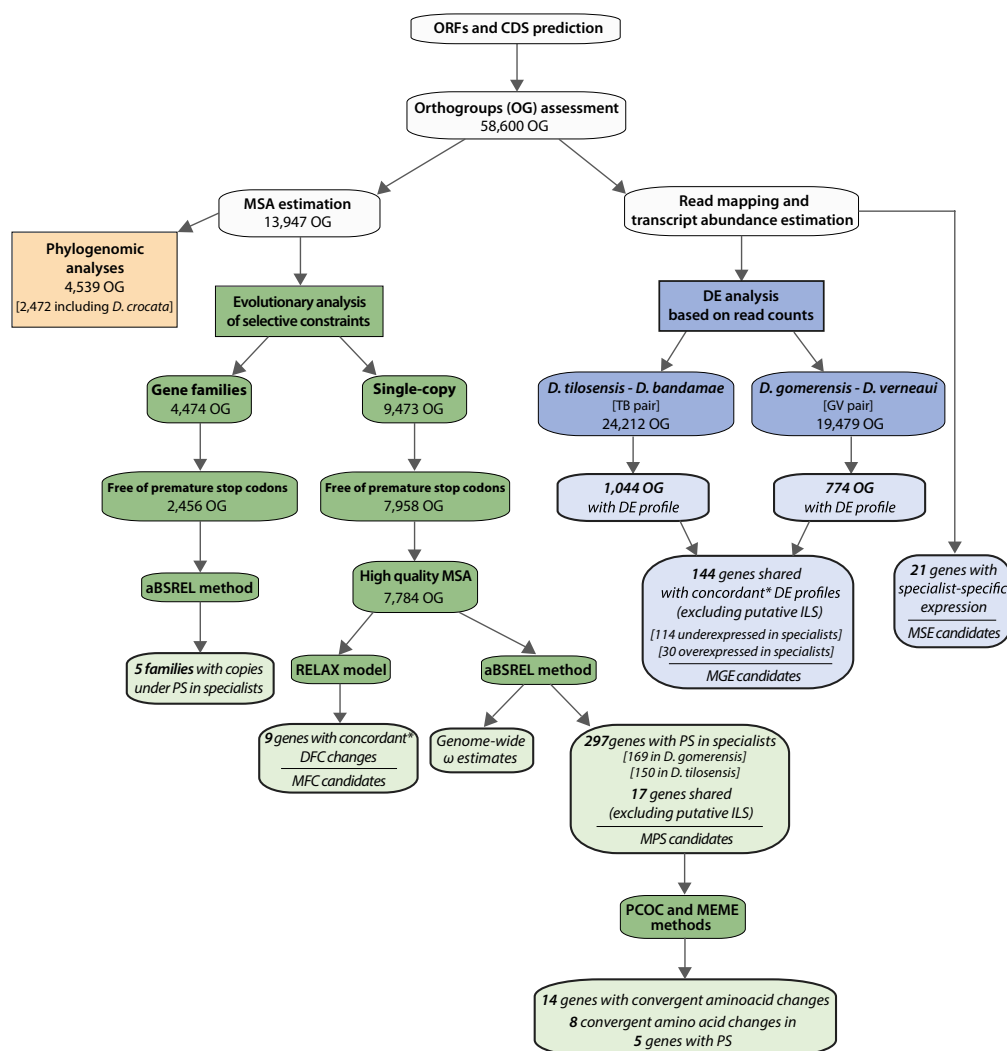 ORFs and CDS prediction
Orthogroups (OG) assessment
58,600 OG
MSA estimation
13,947 OG
Read mapping and
transcript abundance estimation
Phylogenomic
analyses
4,539 OG
[2,472 including D. crocata]
Evolutionary analysis
of selective constraints
DE analysis
based on read counts
Gene families
4,474 OG
Single-copy
9,473 OG
D. tilosensis - D. bandamae
[TB pair]
24,212 OG
D. gomerensis - D. verneaui
[GV pair]
19,479 OG
Free of premature stop codons
2,456 OG
Free of premature stop codons
7,958 OG
1,044 OG
with DE profile
774 OG
with DE profile
aBSREL method
High quality MSA
7,784 OG
144 genes shared
with concordant* DE profiles
(excluding putative ILS)
[114 underexpressed in specialists]
[30 overexpressed in specialists]
MGE candidates
21 genes with
specialist-specific
expression
MSE candidates
5 families with copies
under PS in specialists
RELAX model
aBSREL method
9 genes with concordant*
DFC changes
MFC candidates
Genome-wide
ω estimates
297genes with PS in specialists
[169 in D. gomerensis]
[150 in D. tilosensis]
17 genes shared
(excluding putative ILS)
MPS candidates
PCOC and MEME
methods
14 genes with convergent aminoacid changes
8 convergent amino acid changes in
5 genes with PS